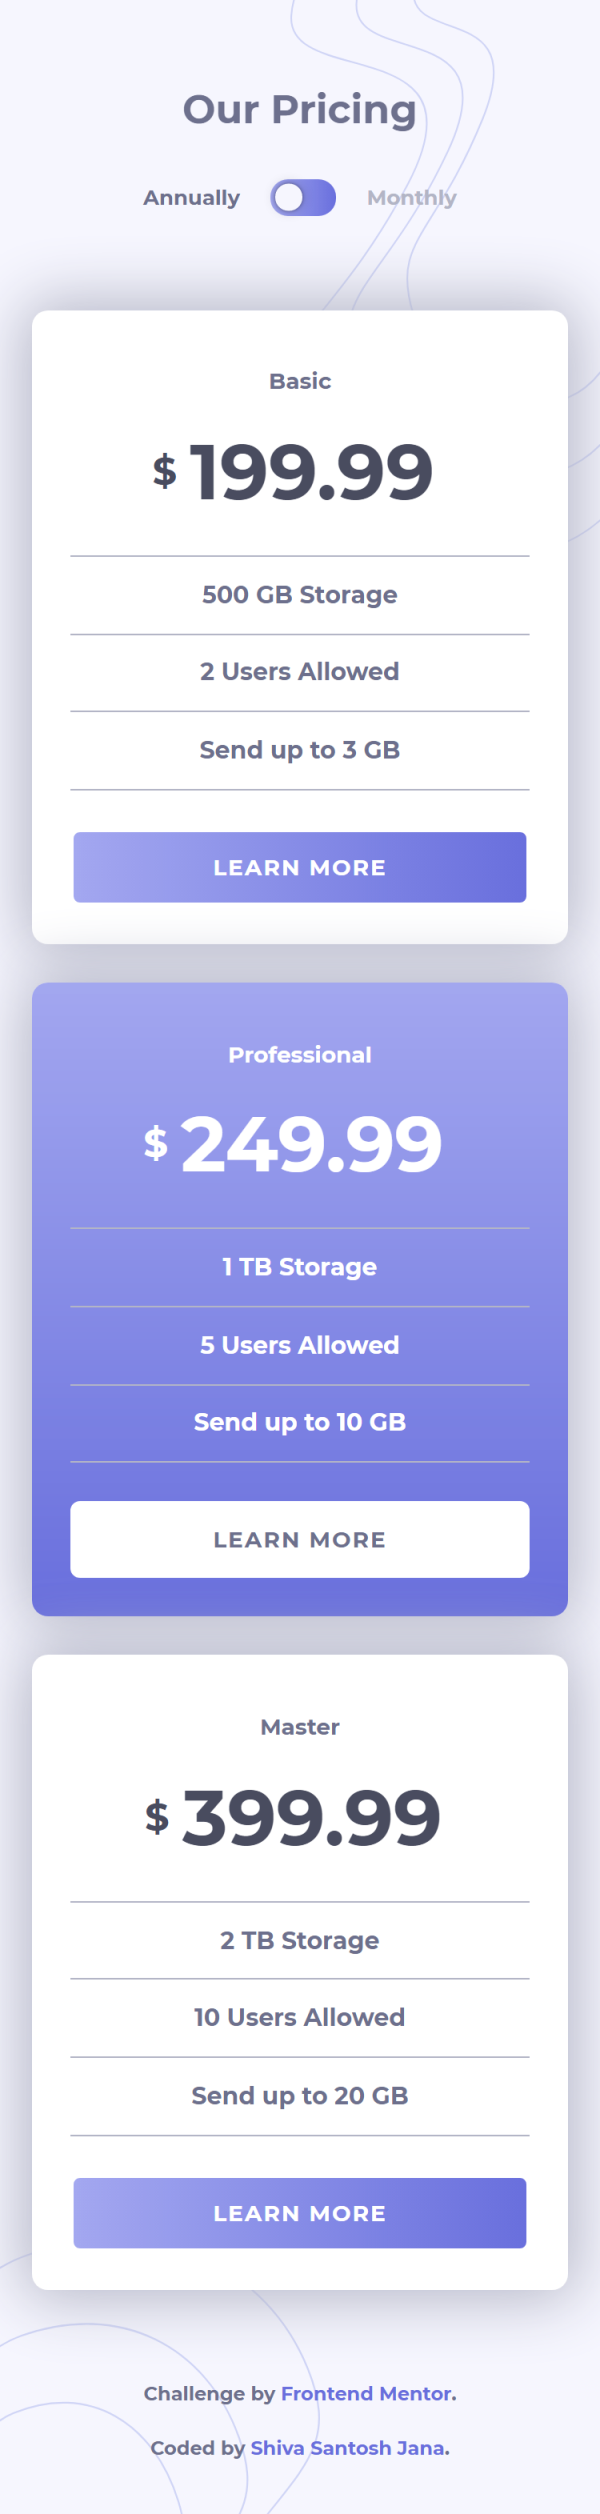 Our Pricing
Annually Monthly
Basic
$ 199.99
500 GB Storage
2 Users Allowed
Send up to 3 GB
LEARN MORE
Professional
$ 249.99
1 TB Storage
5 Users Allowed
Send up to 10 GB
LEARN MORE
Master
$ 399.99
2 TB Storage
10 Users Allowed
Send up to 20 GB
LEARN MORE
Challenge by Frontend Mentor.
Coded by Shiva Santosh Jana.